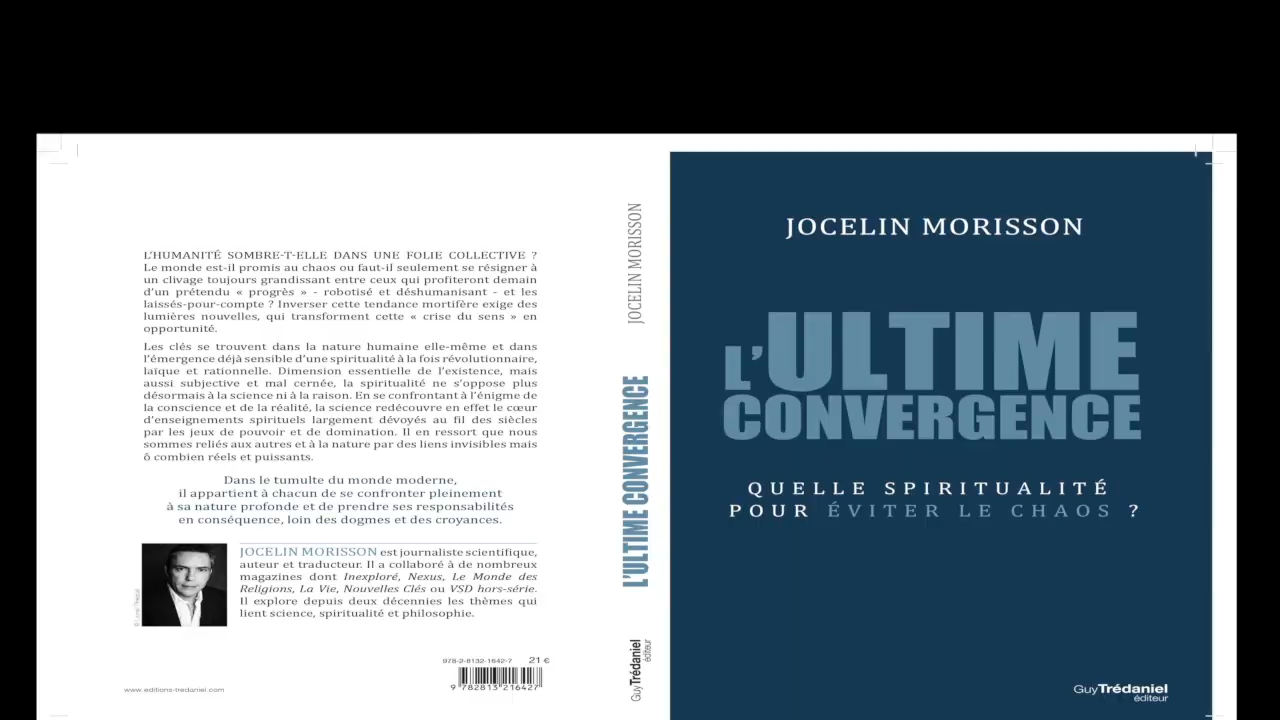 L'HUMANITÉ SOMBRE-T-ELLE DANS UNE FOLIE COLLECTIVE ?
Le monde est-il promis au chaos ou faut-il seulement se résigner à
un clivage toujours grandissant entre ceux qui profiteront demain
d'un prétendu « progrès » - robotisé et déshumanisant - et les
laissés-pour-compte ? Inverser cette tendance mortifère exige des
lumières nouvelles, qui transforment cette « crise du sens » en
opportunité.
Les clés se trouvent dans la nature humaine elle-même et dans
l'émergence déjà sensible d'une spiritualité à la fois révolutionnaire,
laïque et rationnelle. Dimension essentielle de l'existence, mais
aussi subjective et mal cernée, la spiritualité ne s'oppose plus
désormais à la science ni à la raison. En se confrontant à l'énigme de
la conscience et de la réalité, la science redécouvre en effet le cœur
d'enseignements spirituels largement dévoyés au fil des siècles
par les jeux de pouvoir et de domination. Il en ressort que nous
sommes reliés aux autres et à la nature par des liens invisibles mais
ô combien réels et puissants.
Dans le tumulte du monde moderne,
il appartient à chacun de se confronter pleinement
à sa nature profonde et de prendre ses responsabilités
en conséquence, loin des dogmes et des croyances.
JOCELIN MORISSON est journaliste scientifique,
auteur et traducteur. Il a collaboré à de nombreux
magazines dont Inexploré, Nexus, Le Monde des
Religions, La Vie, Nouvelles Clés ou VSD hors-série.
Il explore depuis deux décennies les thèmes qui
lient science, spiritualité et philosophie.
978-2-8132-1642-7 21 €
9 782813 216427
www.editions-tredaniel.com
JOCELIN MORISSON
L'ULTIME CONVERGENCE
Guy Trédaniel
éditeur
JOCELIN MORISSON
L'ULTIME
CONVERGENCE
QUELLE SPIRITUALITÉ
POUR ÉVITER LE CHAOS ?
GuyTrédaniel
éditeur